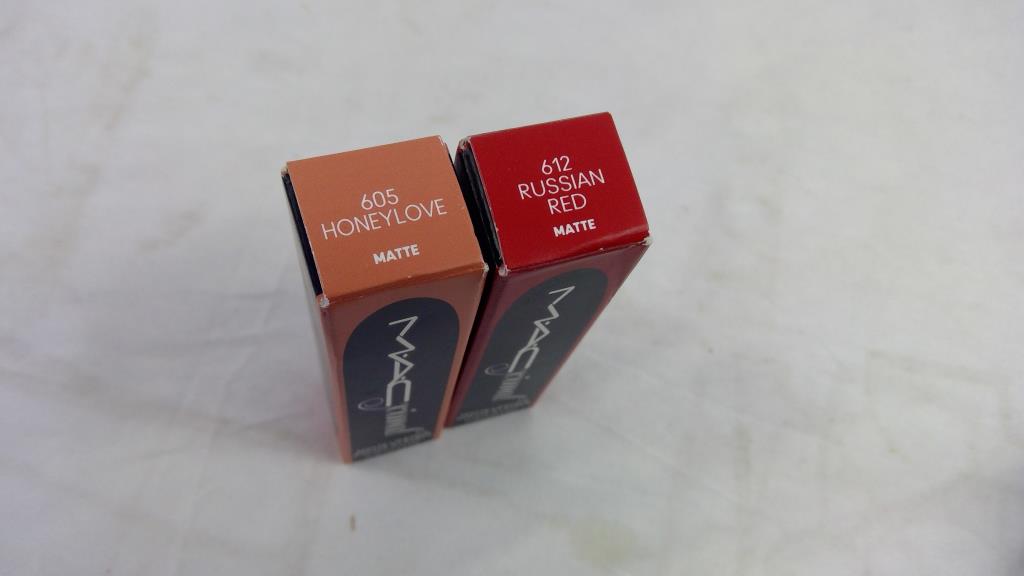 605
HONEYLOVE
MATTE
612
RUSSIAN
RED
MATTE
MAC
MAC